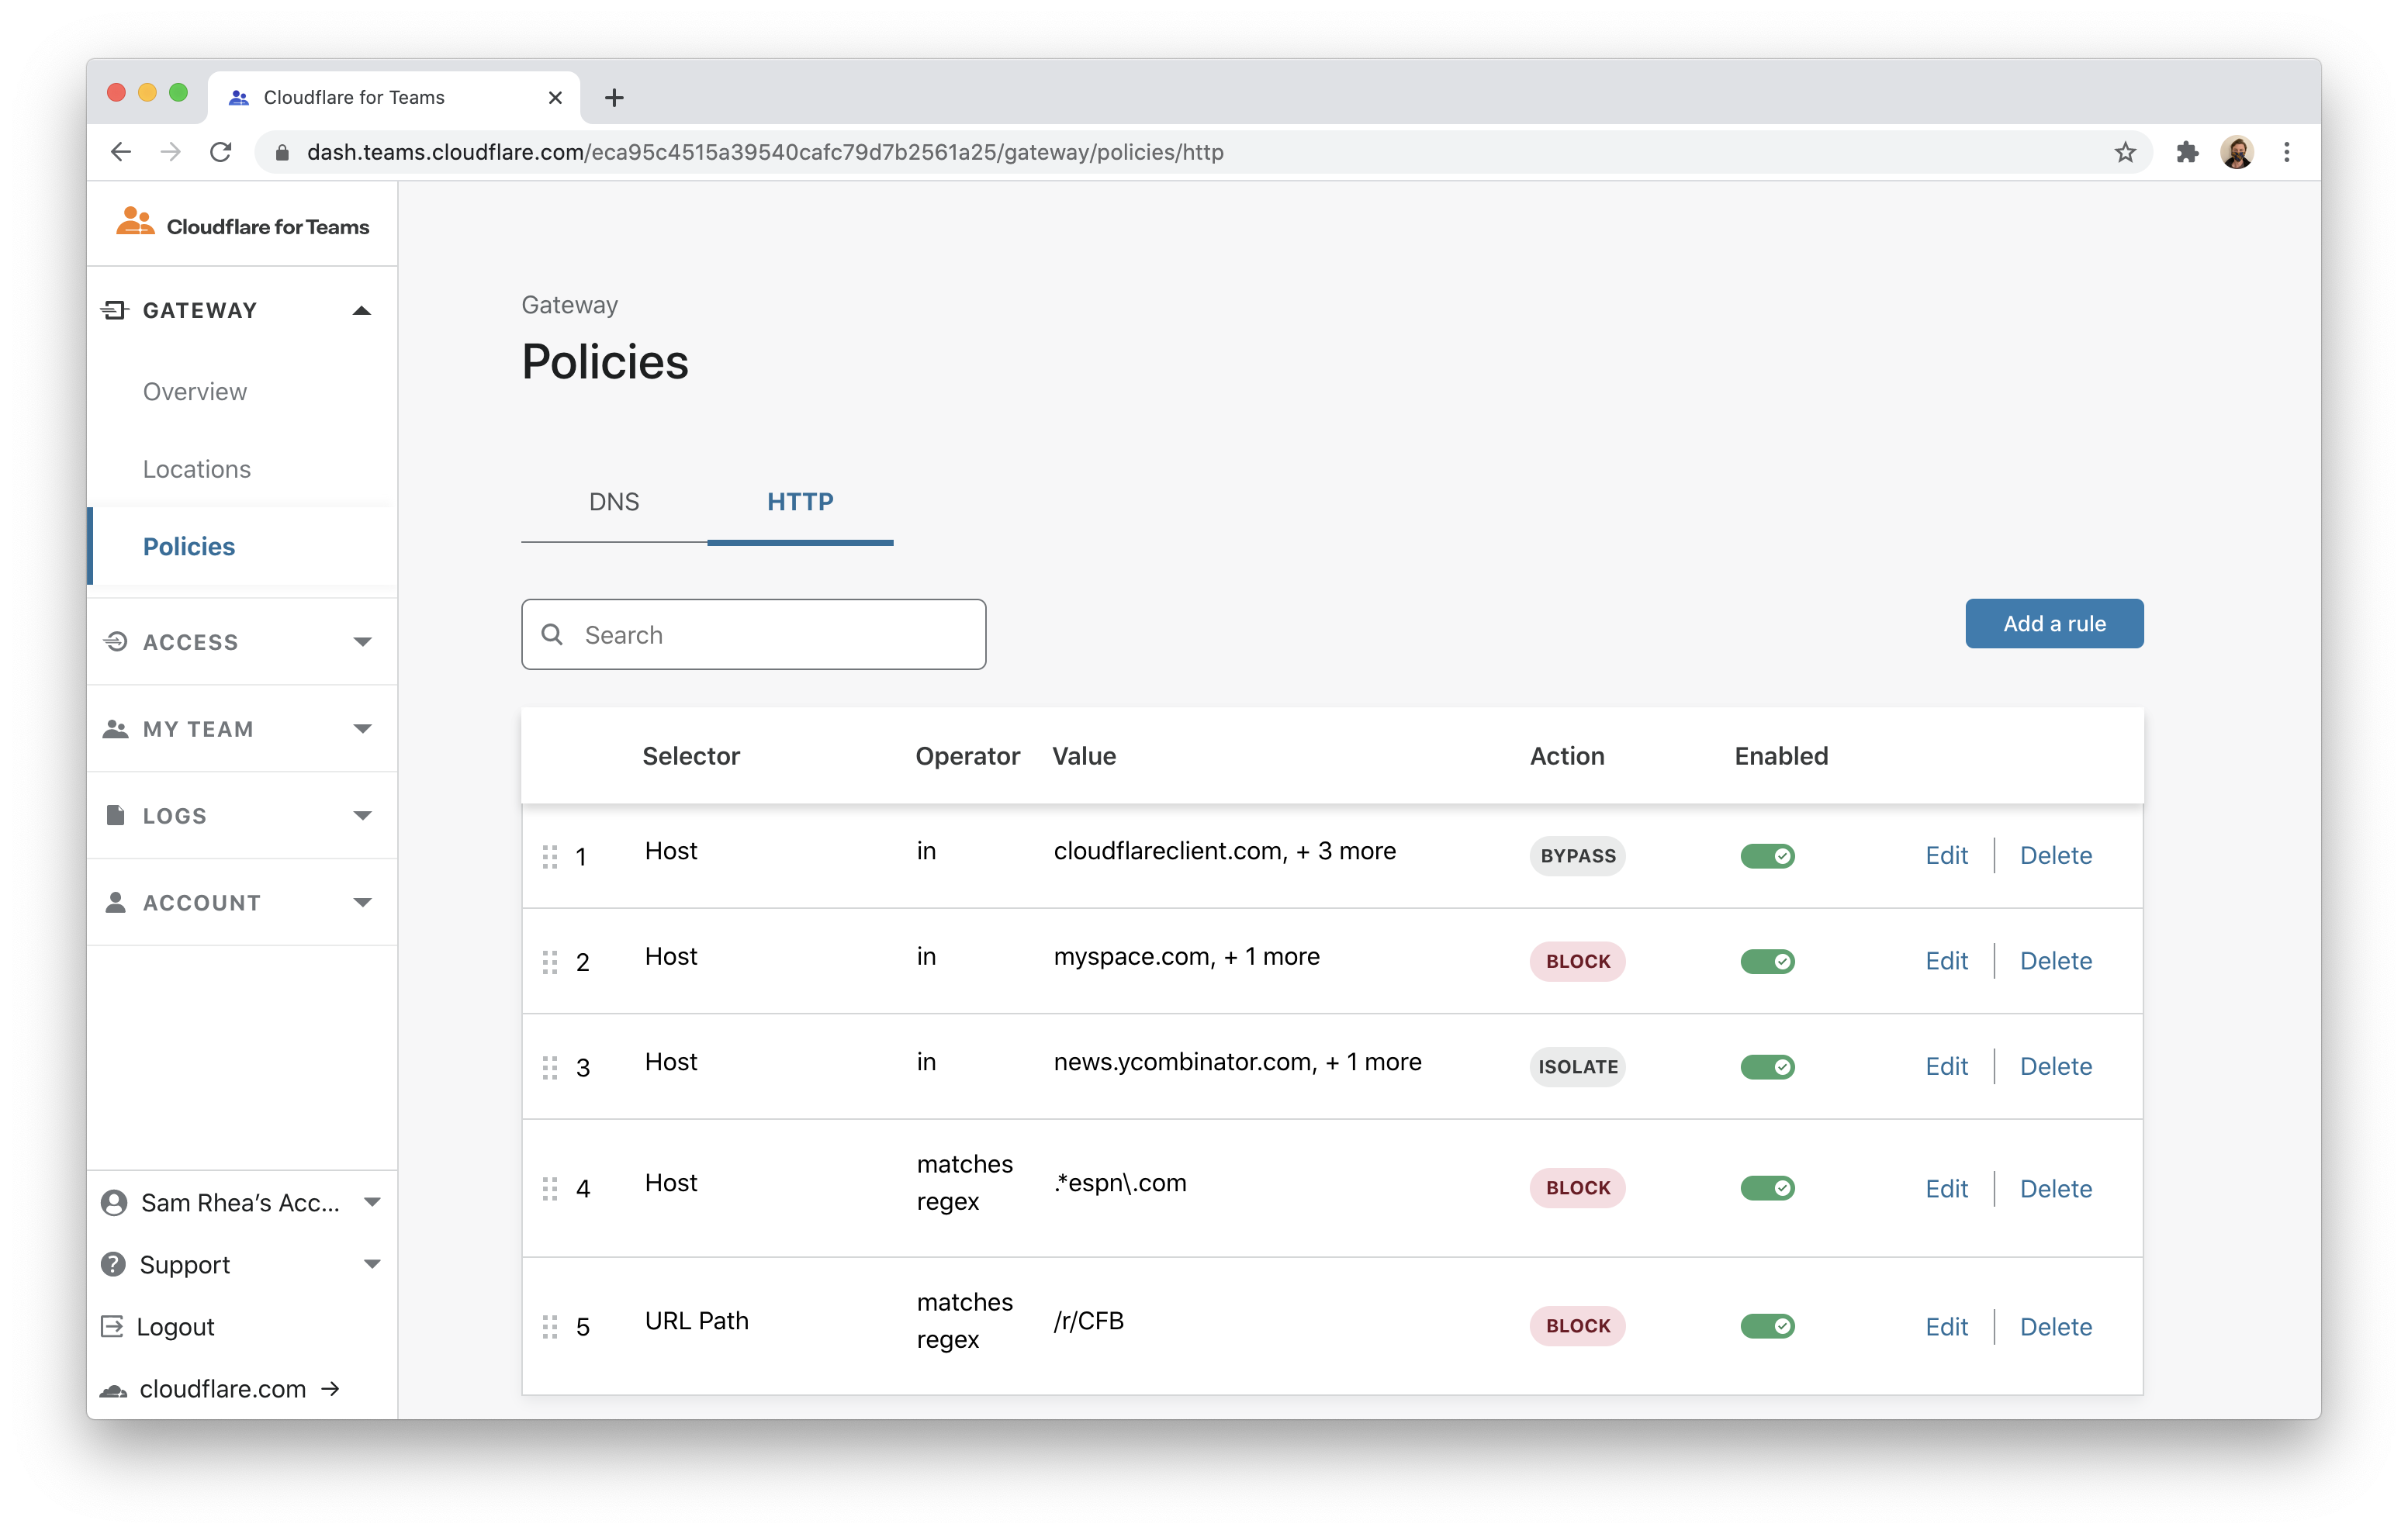 Cloudflare for Teams
dash.teams.cloudflare.com/eca95c4515a39540cafc79d7b2561a25/gateway/policies/http
Cloudflare for Teams
GATEWAY
Overview
Locations
Policies
ACCESS
MY TEAM
LOGS
ACCOUNT
Sam Rhea’s Acc...
Support
Logout
cloudflare.com →
Gateway
Policies
DNS HTTP
Search
Add a rule
Selector Operator Value Action Enabled
1 Host in cloudflareclient.com, + 3 more BYPASS Edit Delete
2 Host in myspace.com, + 1 more BLOCK Edit Delete
3 Host in news.ycombinator.com, + 1 more ISOLATE Edit Delete
4 Host matches regex .*espn\.com BLOCK Edit Delete
5 URL Path matches regex /r/CFB BLOCK Edit Delete